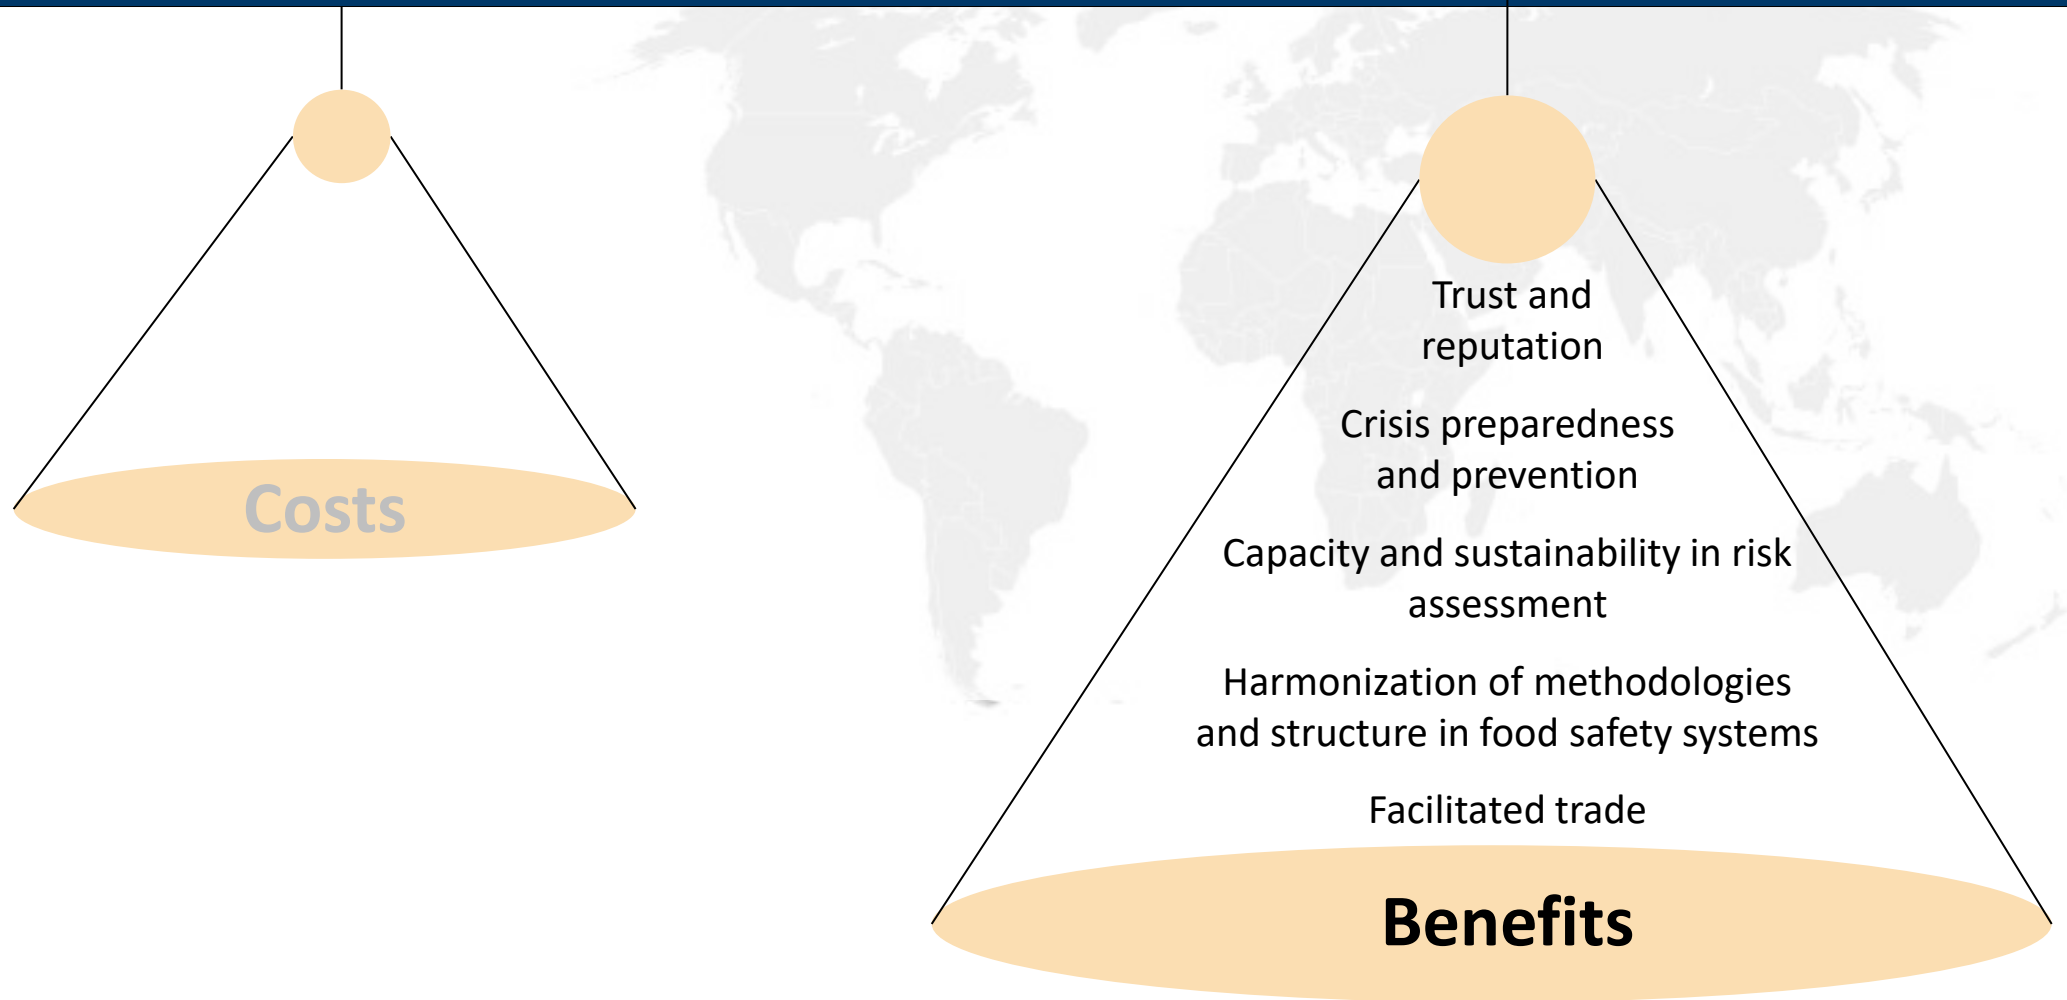 Costs
Trust and
reputation
Crisis preparedness
and prevention
Capacity and sustainability in risk
assessment
Harmonization of methodologies
and structure in food safety systems
Facilitated trade
Benefits